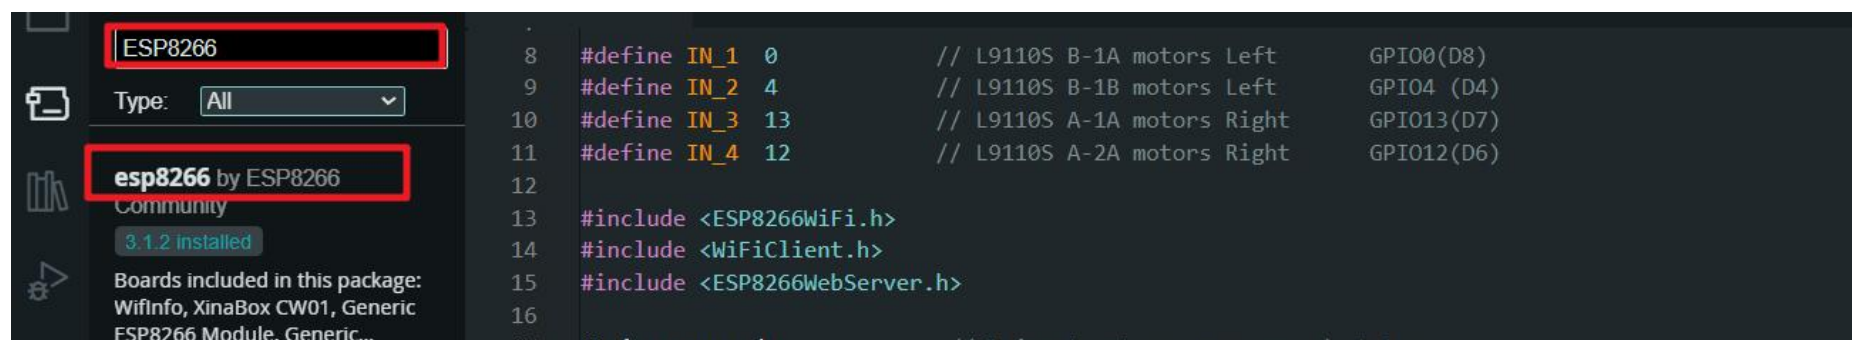 ESP8266
Type: All
esp8266 by ESP8266
Community
3.1.2 installed
Boards included in this package:
WifInfo, XinaBox CW01, Generic
ESP8266 Module, Generic...
8 #define IN_1 0 // L9110S B-1A motors Left GPIO0(D8)
9 #define IN_2 4 // L9110S B-1B motors Left GPIO4 (D4)
10 #define IN_3 13 // L9110S A-1A motors Right GPIO13(D7)
11 #define IN_4 12 // L9110S A-2A motors Right GPIO12(D6)
12
13 #include <ESP8266WiFi.h>
14 #include <WiFiClient.h>
15 #include <ESP8266WebServer.h>
16